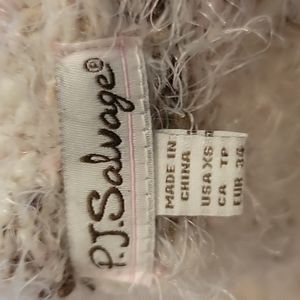 P.J.Salvage®
MADE IN
CHINA
USA XS
CA TP
EUR 34